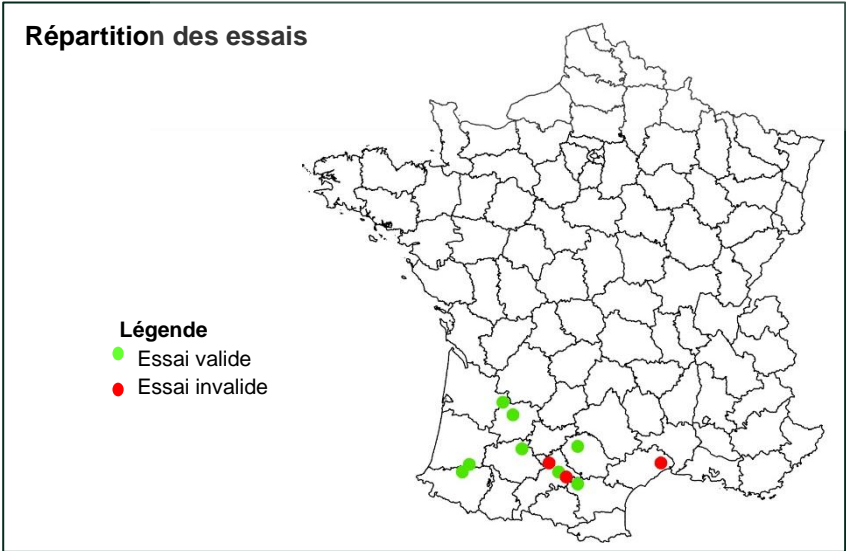 Répartition des essais
Légende
Essai valide
Essai invalide